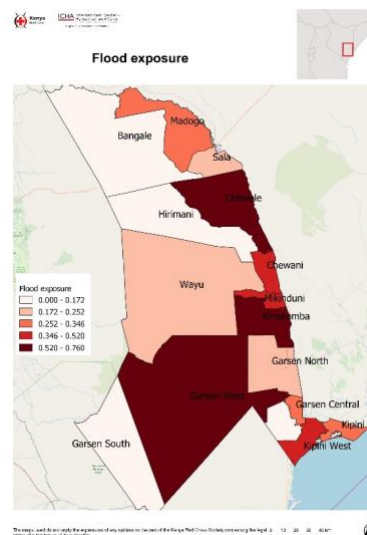 Kenya
ICHA
Flood exposure
Madogo
Bangale
Sala
Chewele
Hirimani
Chewani
Wayu
Mikinduni
Kinakomba
Garsen North
Garsen West
Garsen Central
Kipini
Garsen South
Kipini West
Flood exposure
0.000 - 0.172
0.172 - 0.252
0.252 - 0.346
0.346 - 0.520
0.520 - 0.760